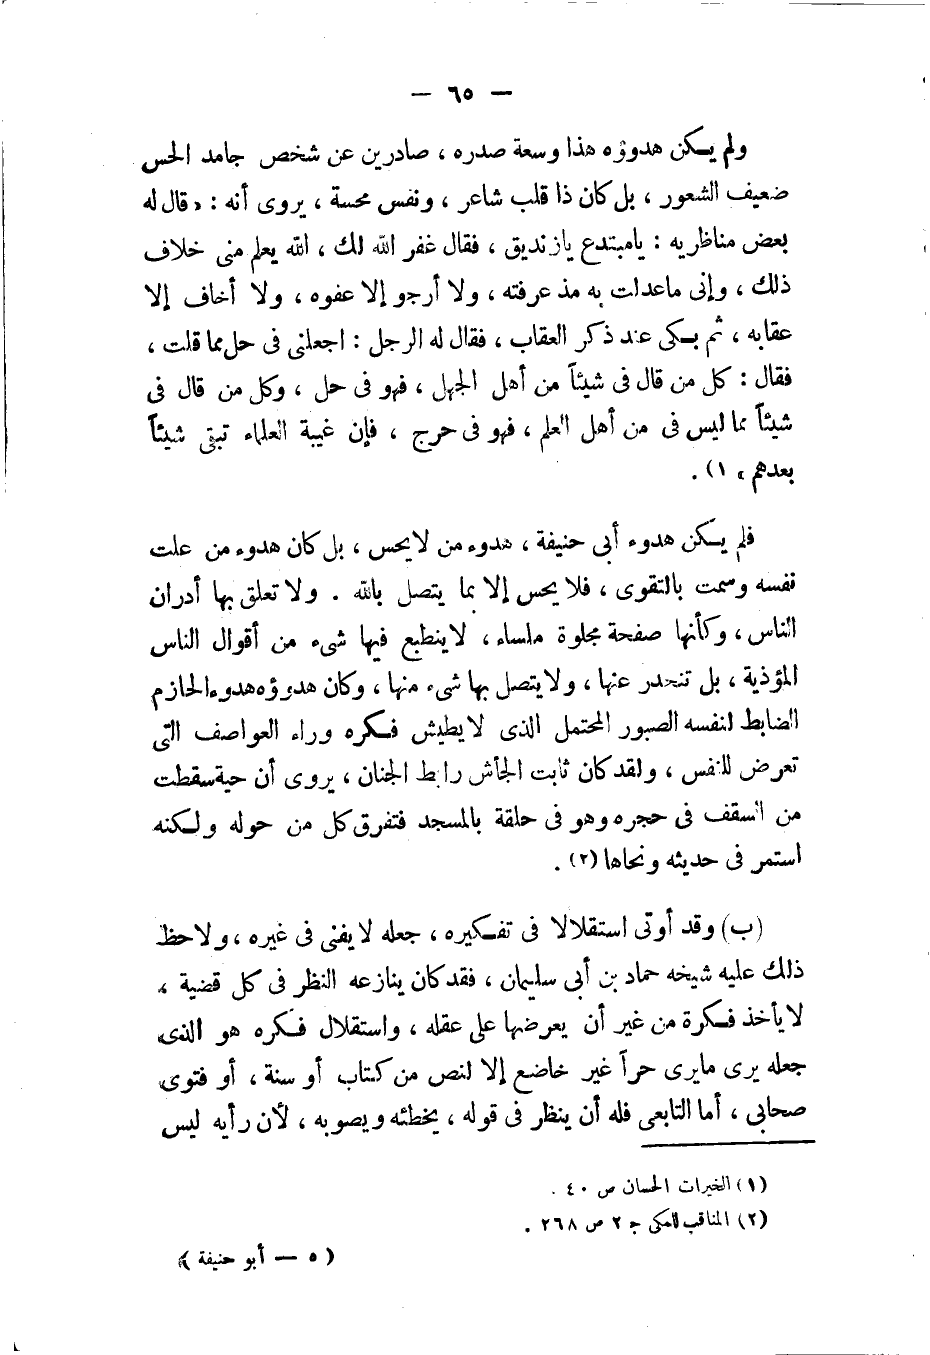 — ٦٥ —
ولم يكن هدوؤه هذا وسعة صدره ، صادرين عن شخص جامد الحس
ضعيف الشعور ، بل كان ذا قلب شاعر ، ونفس محسة ، يروى أنه : « قال له
بعض مناظريه : يامبتدع يازنديق ، فقال غفر الله لك ، الله يعلم منى خلاف
ذلك ، وإنى ماعدلت به مذ عرفته ، ولا أرجو إلا عفوه ، ولا أخاف إلا
عقابه ، ثم بكى عند ذكر العقاب ، فقال له الرجل : اجعلنى فى حل مما قلت ،
فقال : كل من قال فى شيئاً من أهل الجهل ، فهو فى حل ، وكل من قال فى
شيئاً مما ليس فى من أهل العلم ، فهو فى حرج ، فإن غيبة العلماء تبقى شيئاً
بعدهم » ١) .
فلم يكن هدوء أبى حنيفة ، هدوء من لايحس ، بل كان هدوء من علت
نفسه وسمت بالتقوى ، فلا يحس إلا بما يتصل بالله . ولا تعلق بها أدران
الناس ، وكأنها صفحة مجلوة ملساء ، لاينطبع فيها شىء من أقوال الناس
المؤذية ، بل تنحدر عنها ، ولا يتصل بها شىء منها ، وكان هدوؤه هدوء الحازم
الضابط لنفسه الصبور المحتمل الذى لايطيش فكره وراء العواصف التى
تعرض للنفس ، ولقد كان ثابت الجأش رابط الجنان ، يروى أن حية سقطت
من السقف فى حجره وهو فى حلقة بالمسجد فتفرق كل من حوله ولكنه
استمر فى حديثه ونحاها (٢) .
(ب) وقد أوتى استقلالا فى تفكيره ، جعله لايفنى فى غيره ، ولاحظ
ذلك عليه شيخه حماد بن أبى سليمان ، فقد كان ينازعه النظر فى كل قضية ،
لا يأخذ فكرة من غير أن يعرضها على عقله ، واستقلال فكره هو الذى
جعله يرى مايرى حراً غير خاضع إلا لنص من كتاب أو سنة ، أو فتوى
صحابى ، أما التابعى فله أن ينظر فى قوله ، يخطئه ويصوبه ، لأن رأيه ليس
(١) الخيرات الحسان ص ٤٠ .
(٢) المناقب للمكى ج ٢ ص ٢٦٨ .
( ٥ — أبو حنيفة )